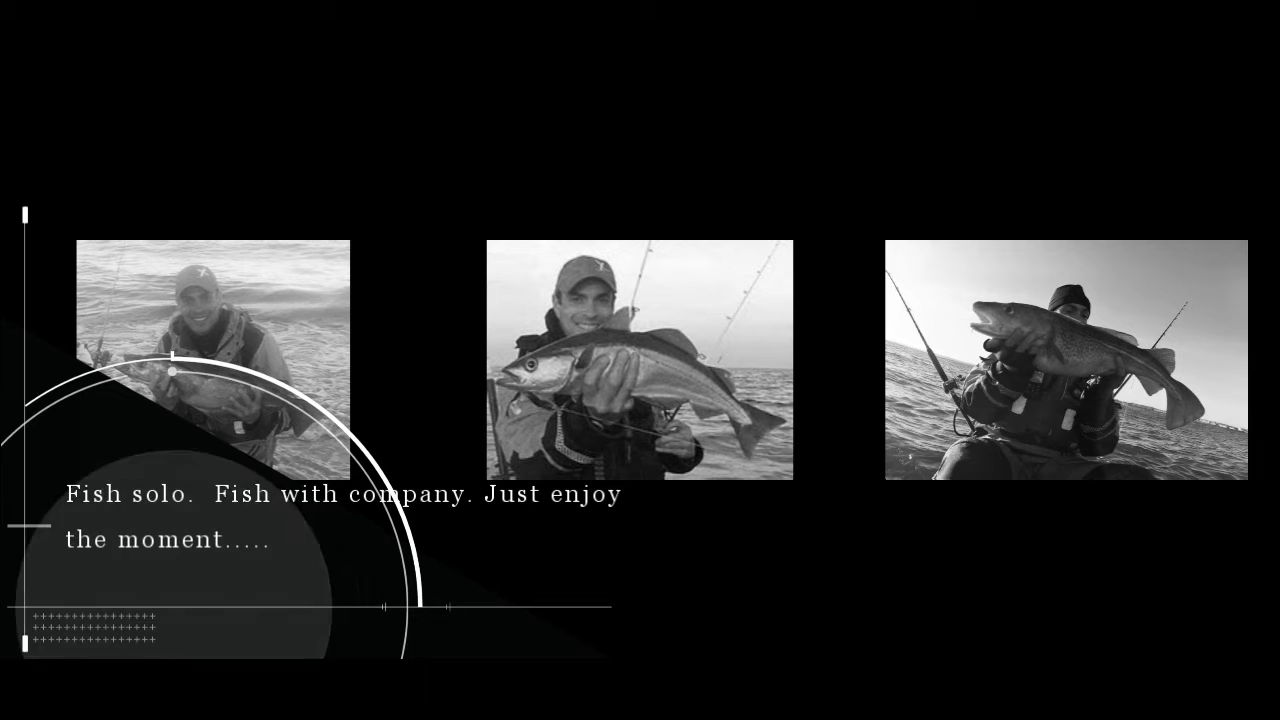 Fish solo.  Fish with company. Just enjoy
the moment.....